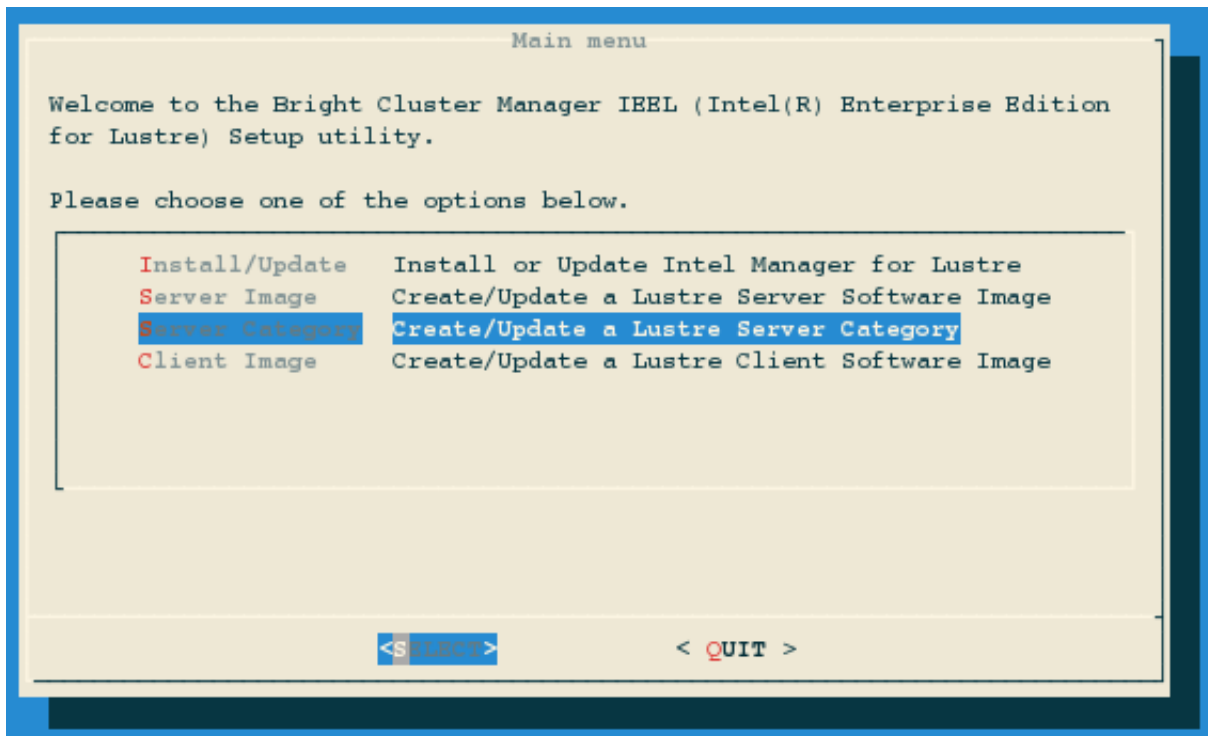 Main menu
Welcome to the Bright Cluster Manager IEEL (Intel(R) Enterprise Edition
for Lustre) Setup utility.
Please choose one of the options below.
Install/Update Install or Update Intel Manager for Lustre
Server Image Create/Update a Lustre Server Software Image
Server Category Create/Update a Lustre Server Category
Client Image Create/Update a Lustre Client Software Image
<SELECT> < QUIT >